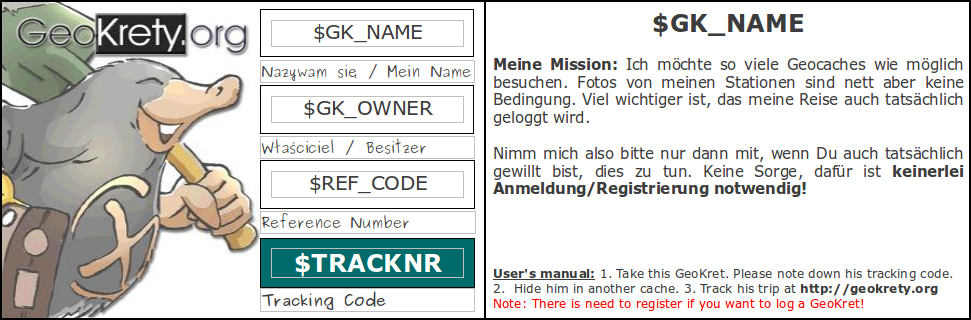 GeoKrety.org
$GK_NAME
Nazywam się / Mein Name
$GK_OWNER
Właściciel / Besitzer
$REF_CODE
Reference Number
$TRACKNR
Tracking Code
$GK_NAME
Meine Mission: Ich möchte so viele Geocaches wie möglich
besuchen. Fotos von meinen Stationen sind nett aber keine
Bedingung. Viel wichtiger ist, das meine Reise auch tatsächlich
geloggt wird.
Nimm mich also bitte nur dann mit, wenn Du auch tatsächlich
gewillt bist, dies zu tun. Keine Sorge, dafür ist keinerlei
Anmeldung/Registrierung notwendig!
User's manual: 1. Take this GeoKret. Please note down his tracking code.
2. Hide him in another cache. 3. Track his trip at http://geokrety.org
Note: There is need to register if you want to log a GeoKret!